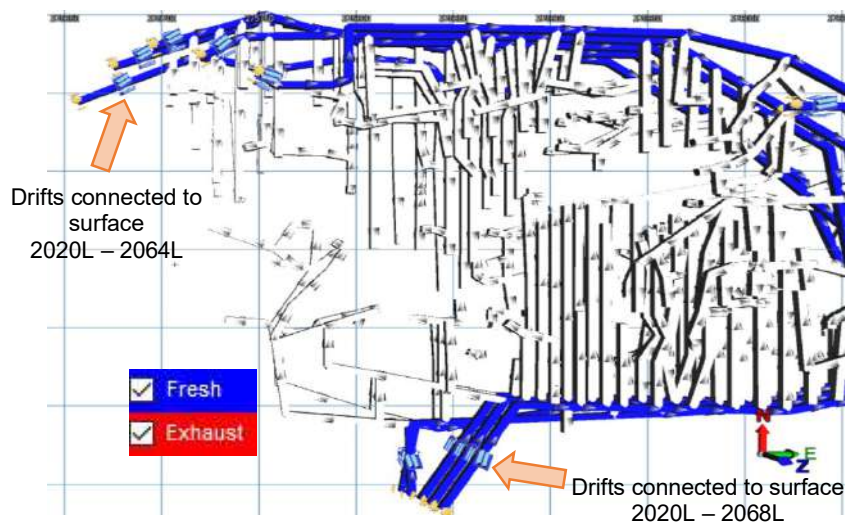 Drifts connected to
surface
2020L – 2064L
Fresh
Exhaust
N
E
Z
Drifts connected to surface
2020L – 2068L